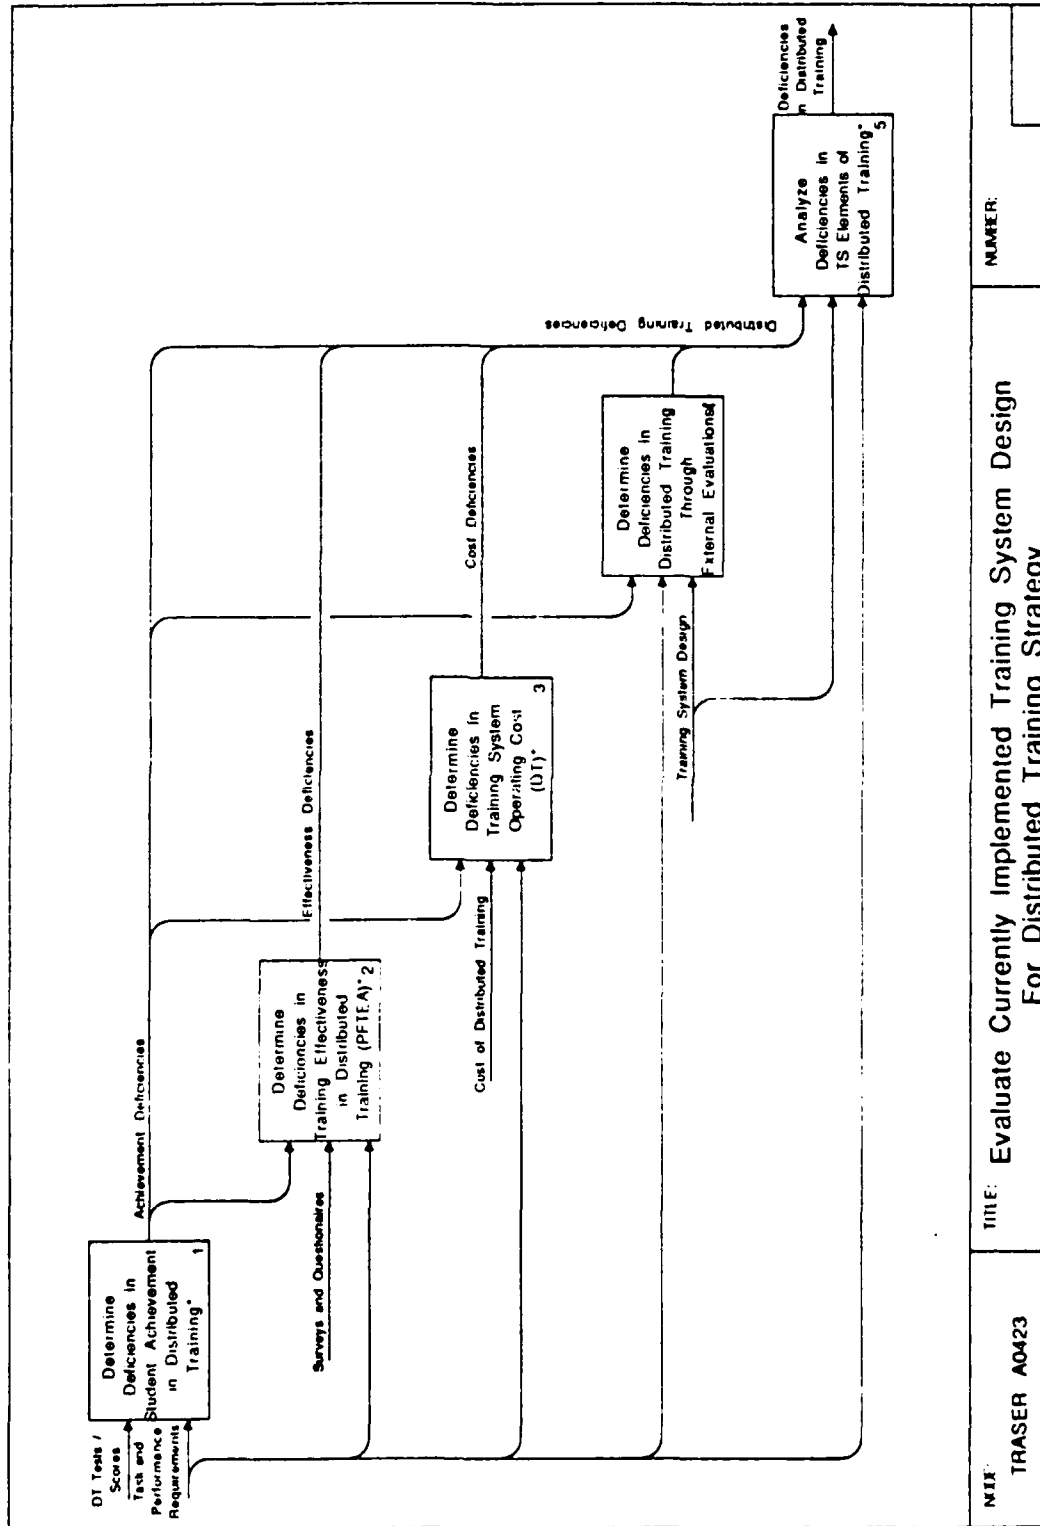 DT Tests /
Scores
Task and
Performance
Requirements
Determine
Deficiencies in
Student Achievement
in Distributed
Training*
1
Achievement Deficiencies
Surveys and Questionaires
Determine
Deficiencies in
Training Effectiveness
in Distributed
Training (PFTEA)*
2
Effectiveness Deficiencies
Cost of Distributed Training
Determine
Deficiencies in
Training System
Operating Cost
(DT)*
3
Cost Deficiencies
Training System Design
Determine
Deficiencies in
Distributed Training
Through
External Evaluations
Distributed Training Deficiencies
Analyze
Deficiencies in
TS Elements of
Distributed Training*
5
Deficiencies
n Distributed
Training
NODE:
TRASER A0423
TITLE: Evaluate Currently Implemented Training System Design
For Distributed Training Strategy
NUMBER: